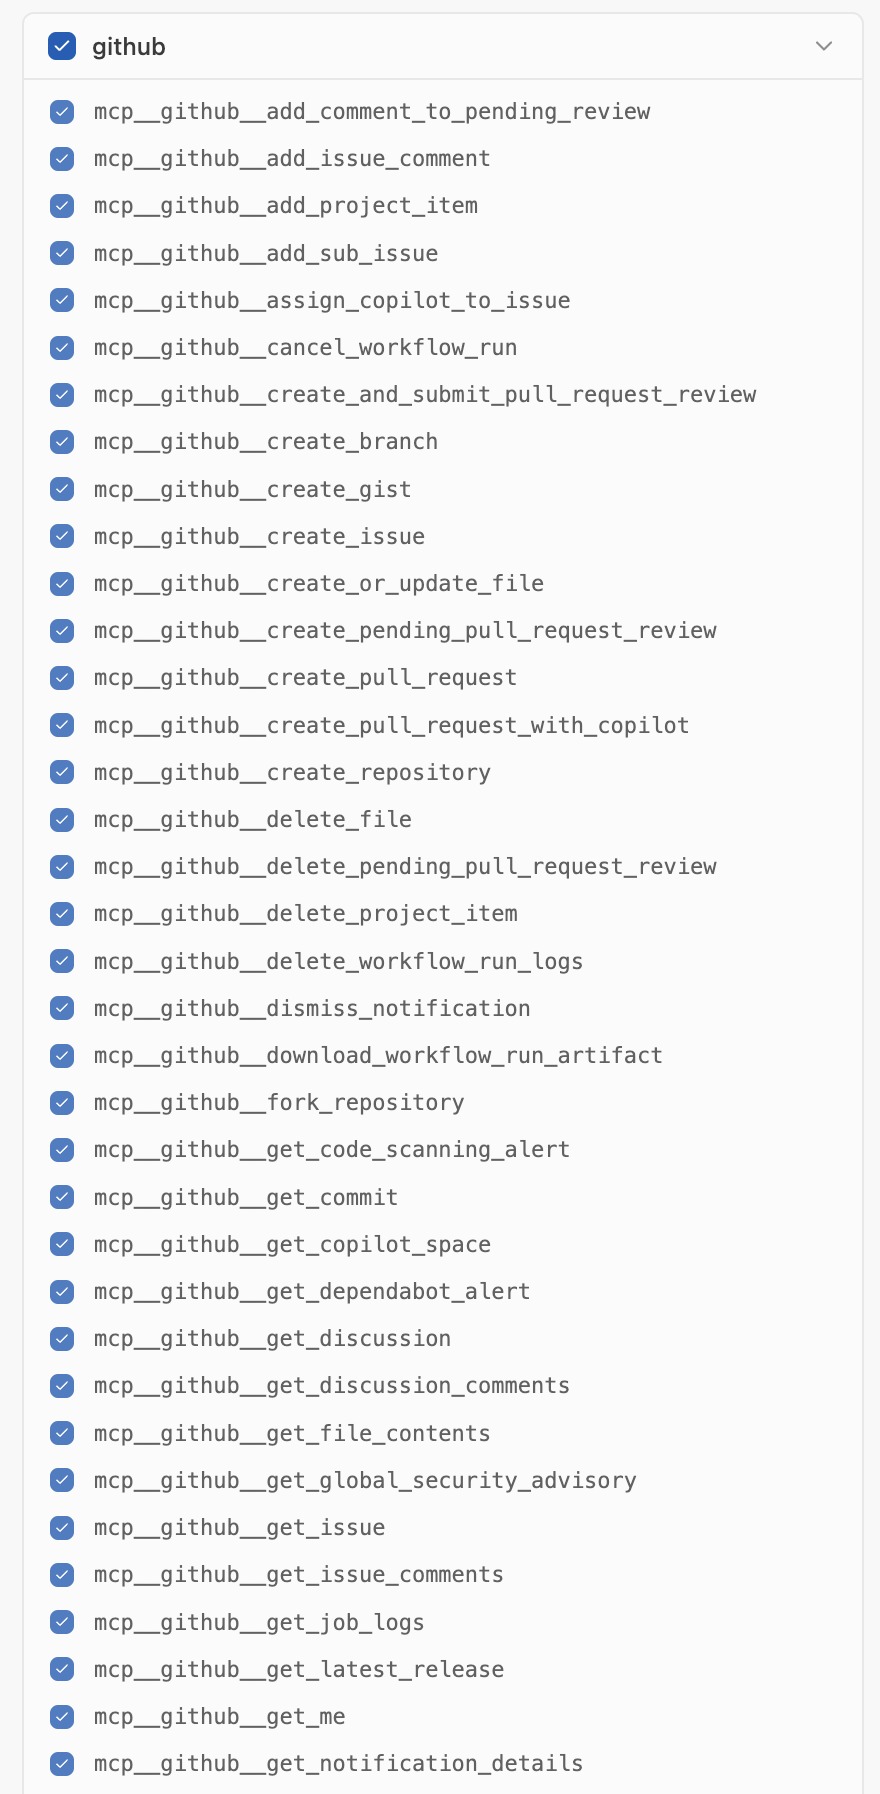 github
mcp__github__add_comment_to_pending_review
mcp__github__add_issue_comment
mcp__github__add_project_item
mcp__github__add_sub_issue
mcp__github__assign_copilot_to_issue
mcp__github__cancel_workflow_run
mcp__github__create_and_submit_pull_request_review
mcp__github__create_branch
mcp__github__create_gist
mcp__github__create_issue
mcp__github__create_or_update_file
mcp__github__create_pending_pull_request_review
mcp__github__create_pull_request
mcp__github__create_pull_request_with_copilot
mcp__github__create_repository
mcp__github__delete_file
mcp__github__delete_pending_pull_request_review
mcp__github__delete_project_item
mcp__github__delete_workflow_run_logs
mcp__github__dismiss_notification
mcp__github__download_workflow_run_artifact
mcp__github__fork_repository
mcp__github__get_code_scanning_alert
mcp__github__get_commit
mcp__github__get_copilot_space
mcp__github__get_dependabot_alert
mcp__github__get_discussion
mcp__github__get_discussion_comments
mcp__github__get_file_contents
mcp__github__get_global_security_advisory
mcp__github__get_issue
mcp__github__get_issue_comments
mcp__github__get_job_logs
mcp__github__get_latest_release
mcp__github__get_me
mcp__github__get_notification_details